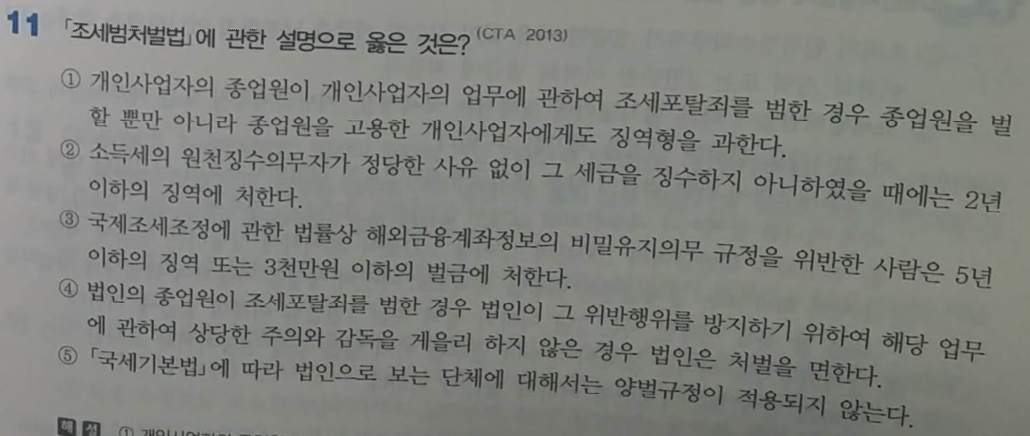 11 「조세범처벌법」에 관한 설명으로 옳은 것은? (CTA 2013)
① 개인사업자의 종업원이 개인사업자의 업무에 관하여 조세포탈죄를 범한 경우 종업원을 벌
할 뿐만 아니라 종업원을 고용한 개인사업자에게도 징역형을 과한다.
② 소득세의 원천징수의무자가 정당한 사유 없이 그 세금을 징수하지 아니하였을 때에는 2년
이하의 징역에 처한다.
③ 국제조세조정에 관한 법률상 해외금융계좌정보의 비밀유지의무 규정을 위반한 사람은 5년
이하의 징역 또는 3천만원 이하의 벌금에 처한다.
④ 법인의 종업원이 조세포탈죄를 범한 경우 법인이 그 위반행위를 방지하기 위하여 해당 업무
에 관하여 상당한 주의와 감독을 게을리 하지 않은 경우 법인은 처벌을 면한다.
⑤ 「국세기본법」에 따라 법인으로 보는 단체에 대해서는 양벌규정이 적용되지 않는다.
해설 ① 개인사업자